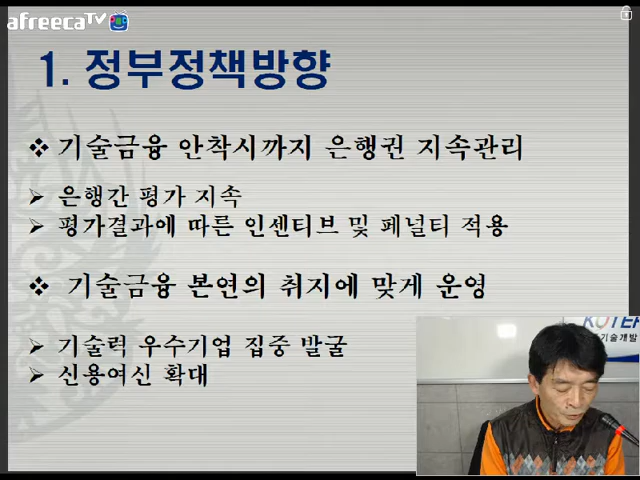 afreecaTV
1. 정부정책방향
❖ 기술금융 안착시까지 은행권 지속관리
➢ 은행간 평가 지속
➢ 평가결과에 따른 인센티브 및 페널티 적용
❖ 기술금융 본연의 취지에 맞게 운영
➢ 기술력 우수기업 집중 발굴
➢ 신용여신 확대
기술개발